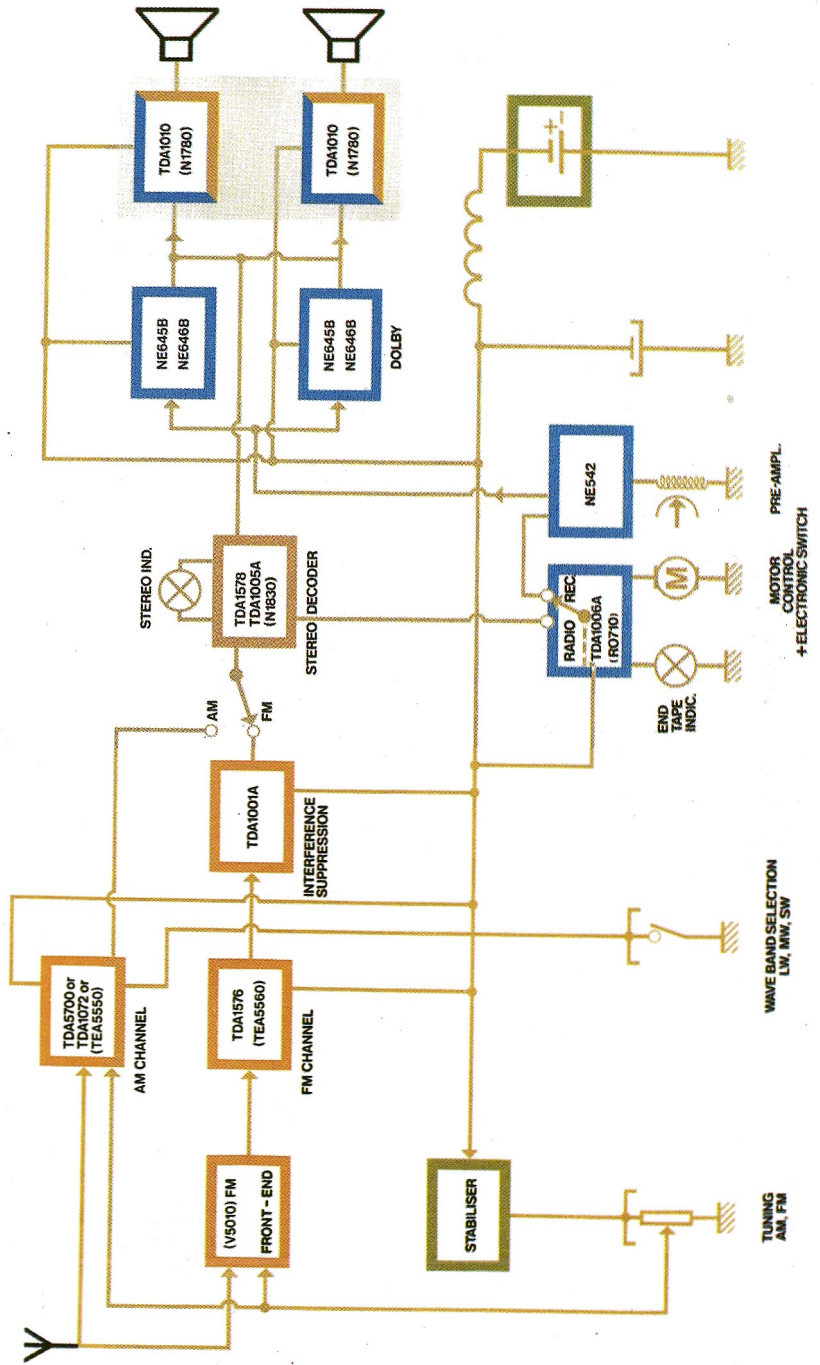 TDA5700 or
TDA1072 or
(TEA5550)
AM CHANNEL
(V5010) FM
FRONT-END
TDA1576
(TEA5560)
FM CHANNEL
TDA1001A
INTERFERENCE
SUPPRESSION
AM
FM
STEREO IND.
TDA1578
TDA1005A
(N1830)
STEREO DECODER
NE645B
NE646B
NE645B
NE646B
DOLBY
TDA1010
(N1780)
TDA1010
(N1780)
STABILISER
TUNING
AM, FM
WAVE BAND SELECTION
LW, MW, SW
RADIO REC.
TDA1006A
(RO710)
END
TAPE
INDIC.
M
MOTOR
CONTROL
+ ELECTRONIC SWITCH
NE542
PRE-AMPL.
+ -